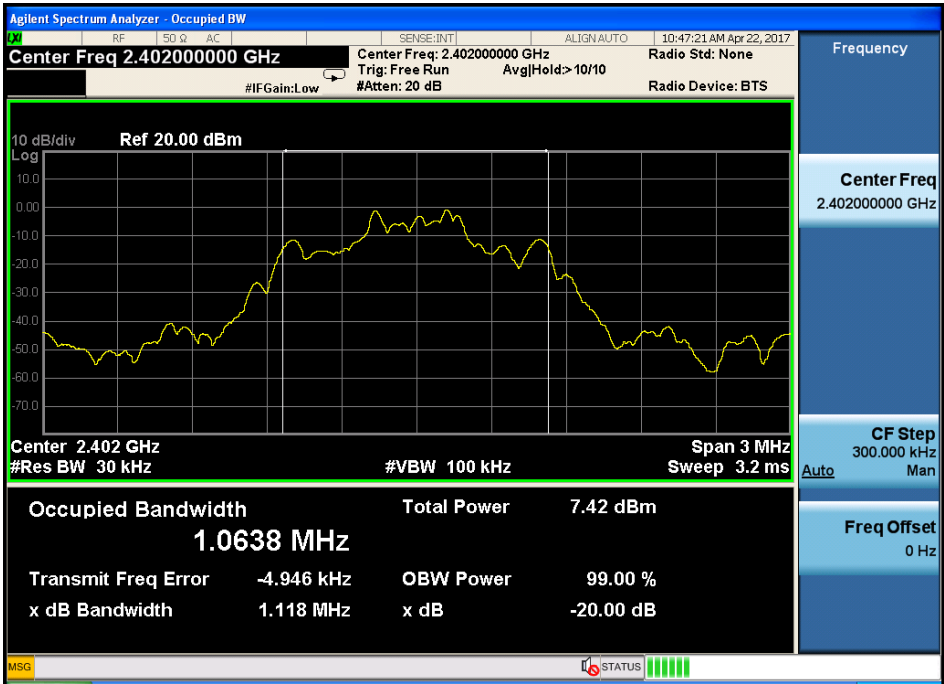 Agilent Spectrum Analyzer - Occupied BW
LXI RF 50 Ω AC SENSE:INT ALIGN AUTO 10:47:21 AM Apr 22, 2017
Center Freq 2.402000000 GHz
Center Freq: 2.402000000 GHz
Radio Std: None
Trig: Free Run Avg|Hold:>10/10
#IFGain:Low
#Atten: 20 dB
Radio Device: BTS
Frequency
10 dB/div Ref 20.00 dBm
Log
10.0
0.00
-10.0
-20.0
-30.0
-40.0
-50.0
-60.0
-70.0
Center 2.402 GHz Span 3 MHz
#Res BW 30 kHz #VBW 100 kHz Sweep 3.2 ms
Occupied Bandwidth
1.0638 MHz
Total Power 7.42 dBm
Transmit Freq Error -4.946 kHz OBW Power 99.00 %
x dB Bandwidth 1.118 MHz x dB -20.00 dB
Center Freq
2.402000000 GHz
CF Step
300.000 kHz
Auto Man
Freq Offset
0 Hz
MSG STATUS